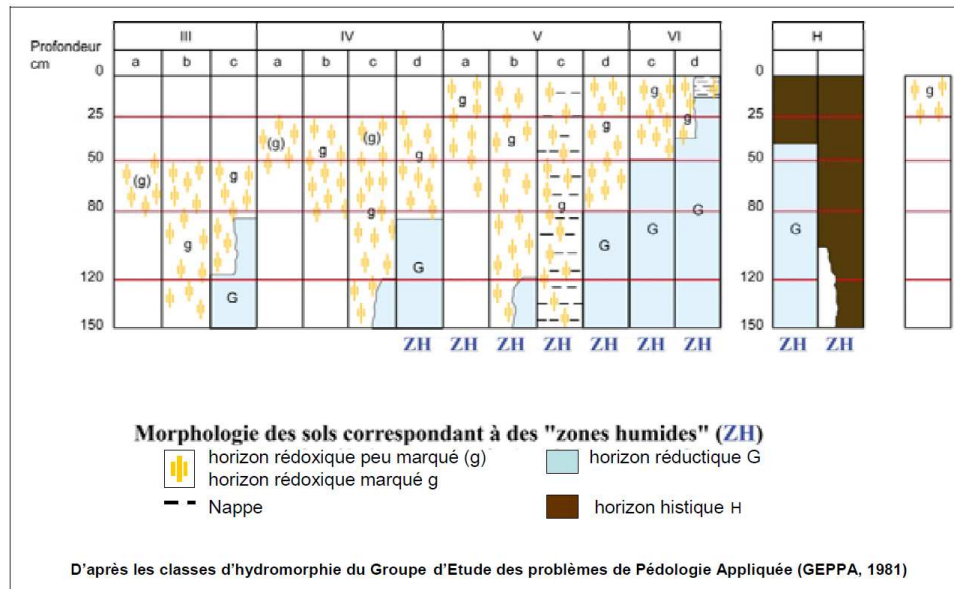 III IV V VI H
Profondeur
cm
a b c a b c d a b c d c d
0 0
g g g g
25 25
(g) (g) g g g g
g
50 50
(g) g
80 g g 80
G G G
g G G
120 120
G
150 150
ZH ZH ZH ZH ZH ZH ZH ZH
Morphologie des sols correspondant à des "zones humides" (ZH)
horizon rédoxique peu marqué (g) horizon réductique G
horizon rédoxique marqué g
Nappe horizon histique H
D'après les classes d'hydromorphie du Groupe d'Etude des problèmes de Pédologie Appliquée (GEPPA, 1981)